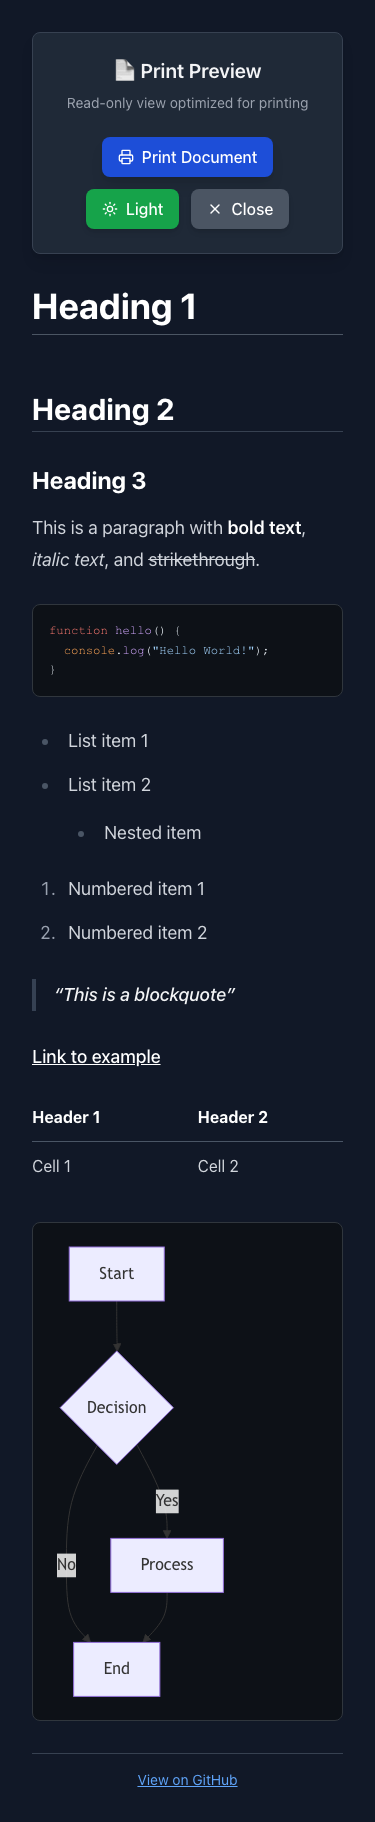 Print Preview
Read-only view optimized for printing
Print Document
Light
Close
Heading 1
Heading 2
Heading 3
This is a paragraph with bold text,
italic text, and strikethrough.
function hello() {
  console.log("Hello World!");
}
List item 1
List item 2
Nested item
1. Numbered item 1
2. Numbered item 2
“This is a blockquote”
Link to example
Header 1 Header 2
Cell 1 Cell 2
Start
Decision
Yes
No
Process
End
View on GitHub